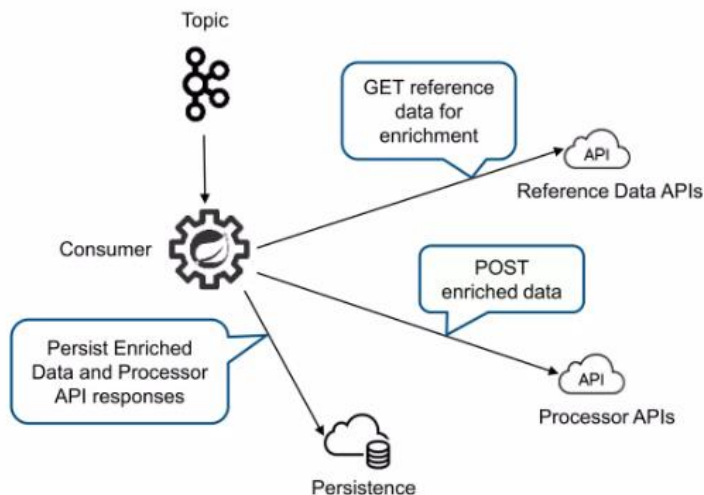 Topic
GET reference
data for
enrichment
API
Reference Data APIs
Consumer
POST
enriched data
Persist Enriched
Data and Processor
API responses
API
Processor APIs
Persistence